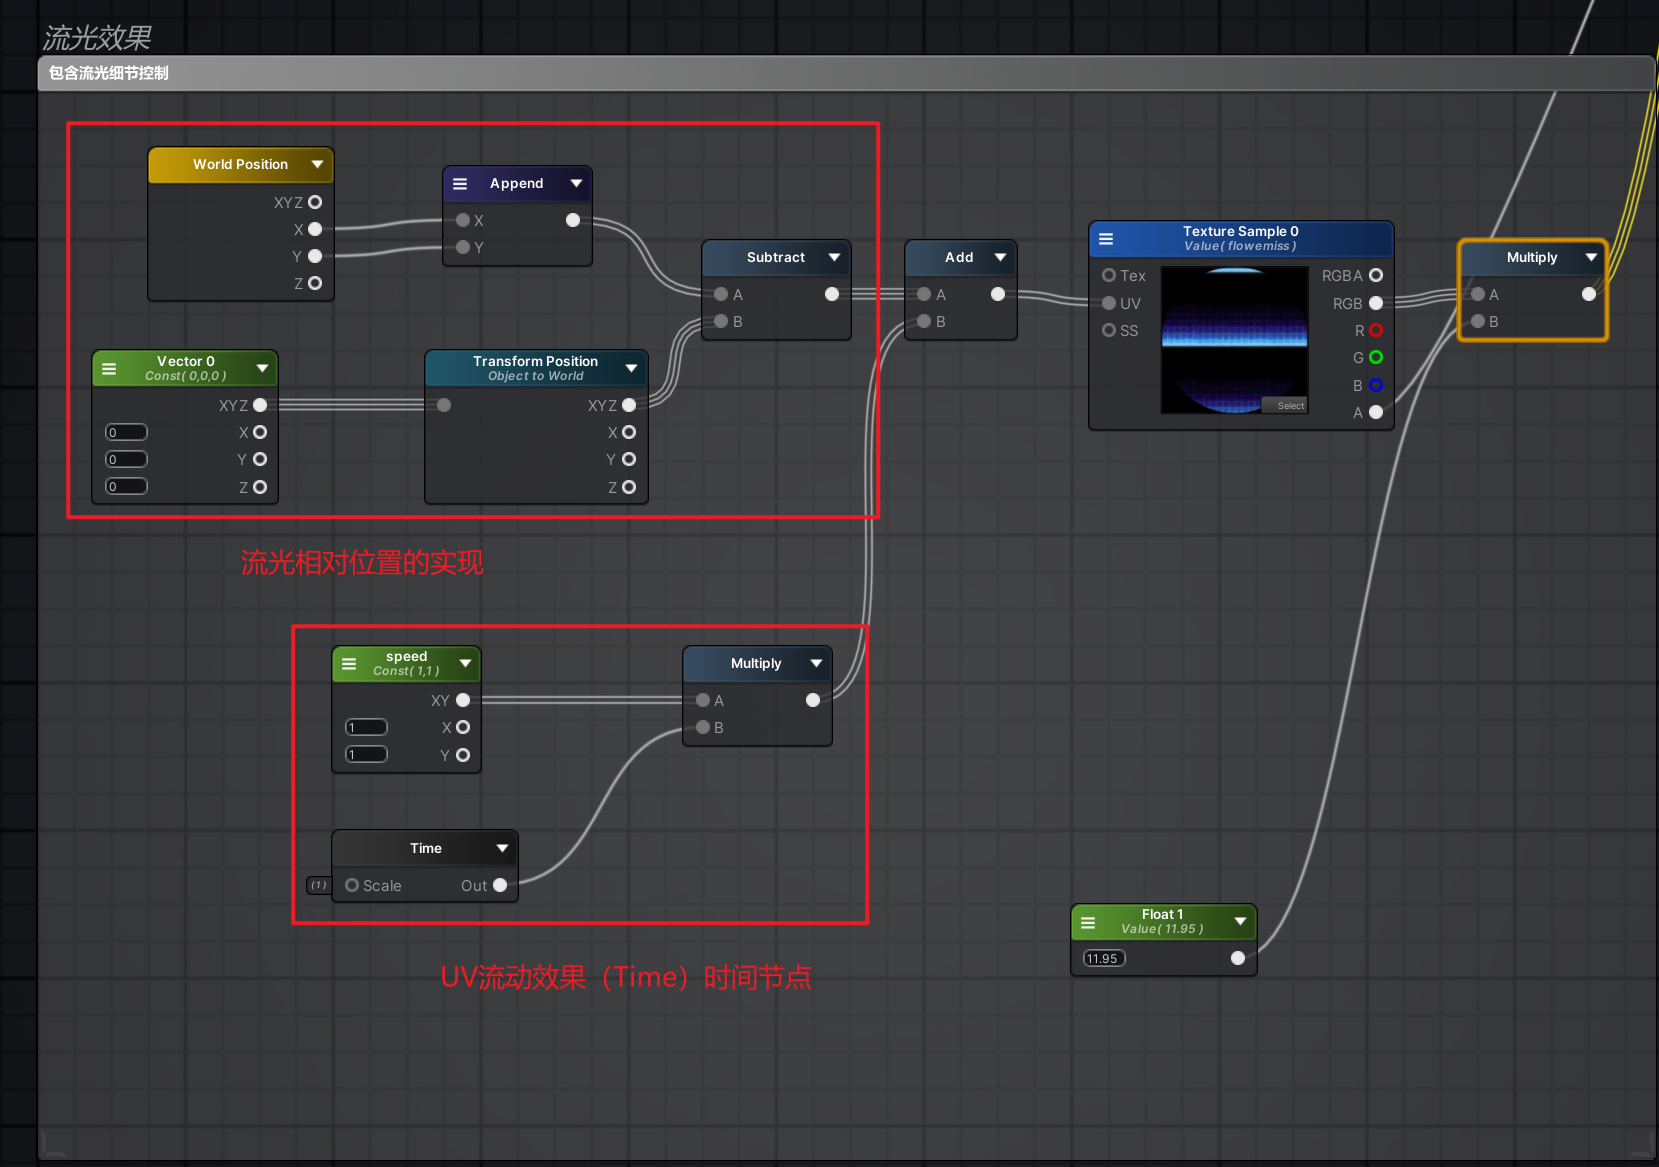 流光效果
包含流光细节控制
World Position
XYZ
X
Y
Z
Append
X
Y
Subtract
A
B
Add
A
B
Texture Sample 0
Value( flowemiss )
Tex
UV
SS
RGBA
RGB
R
G
B
A
Select
Multiply
A
B
Vector 0
Const( 0,0,0 )
XYZ
0 X
0 Y
0 Z
Transform Position
Object to World
XYZ
X
Y
Z
流光相对位置的实现
speed
Const( 1,1 )
XY
1 X
1 Y
Multiply
A
B
Time
(1) Scale Out
UV流动效果（Time）时间节点
Float 1
Value( 11.95 )
11.95